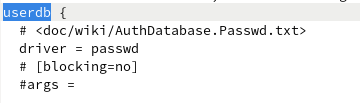 userdb {
# <doc/wiki/AuthDatabase.Passwd.txt>
driver = passwd
# [blocking=no]
#args =